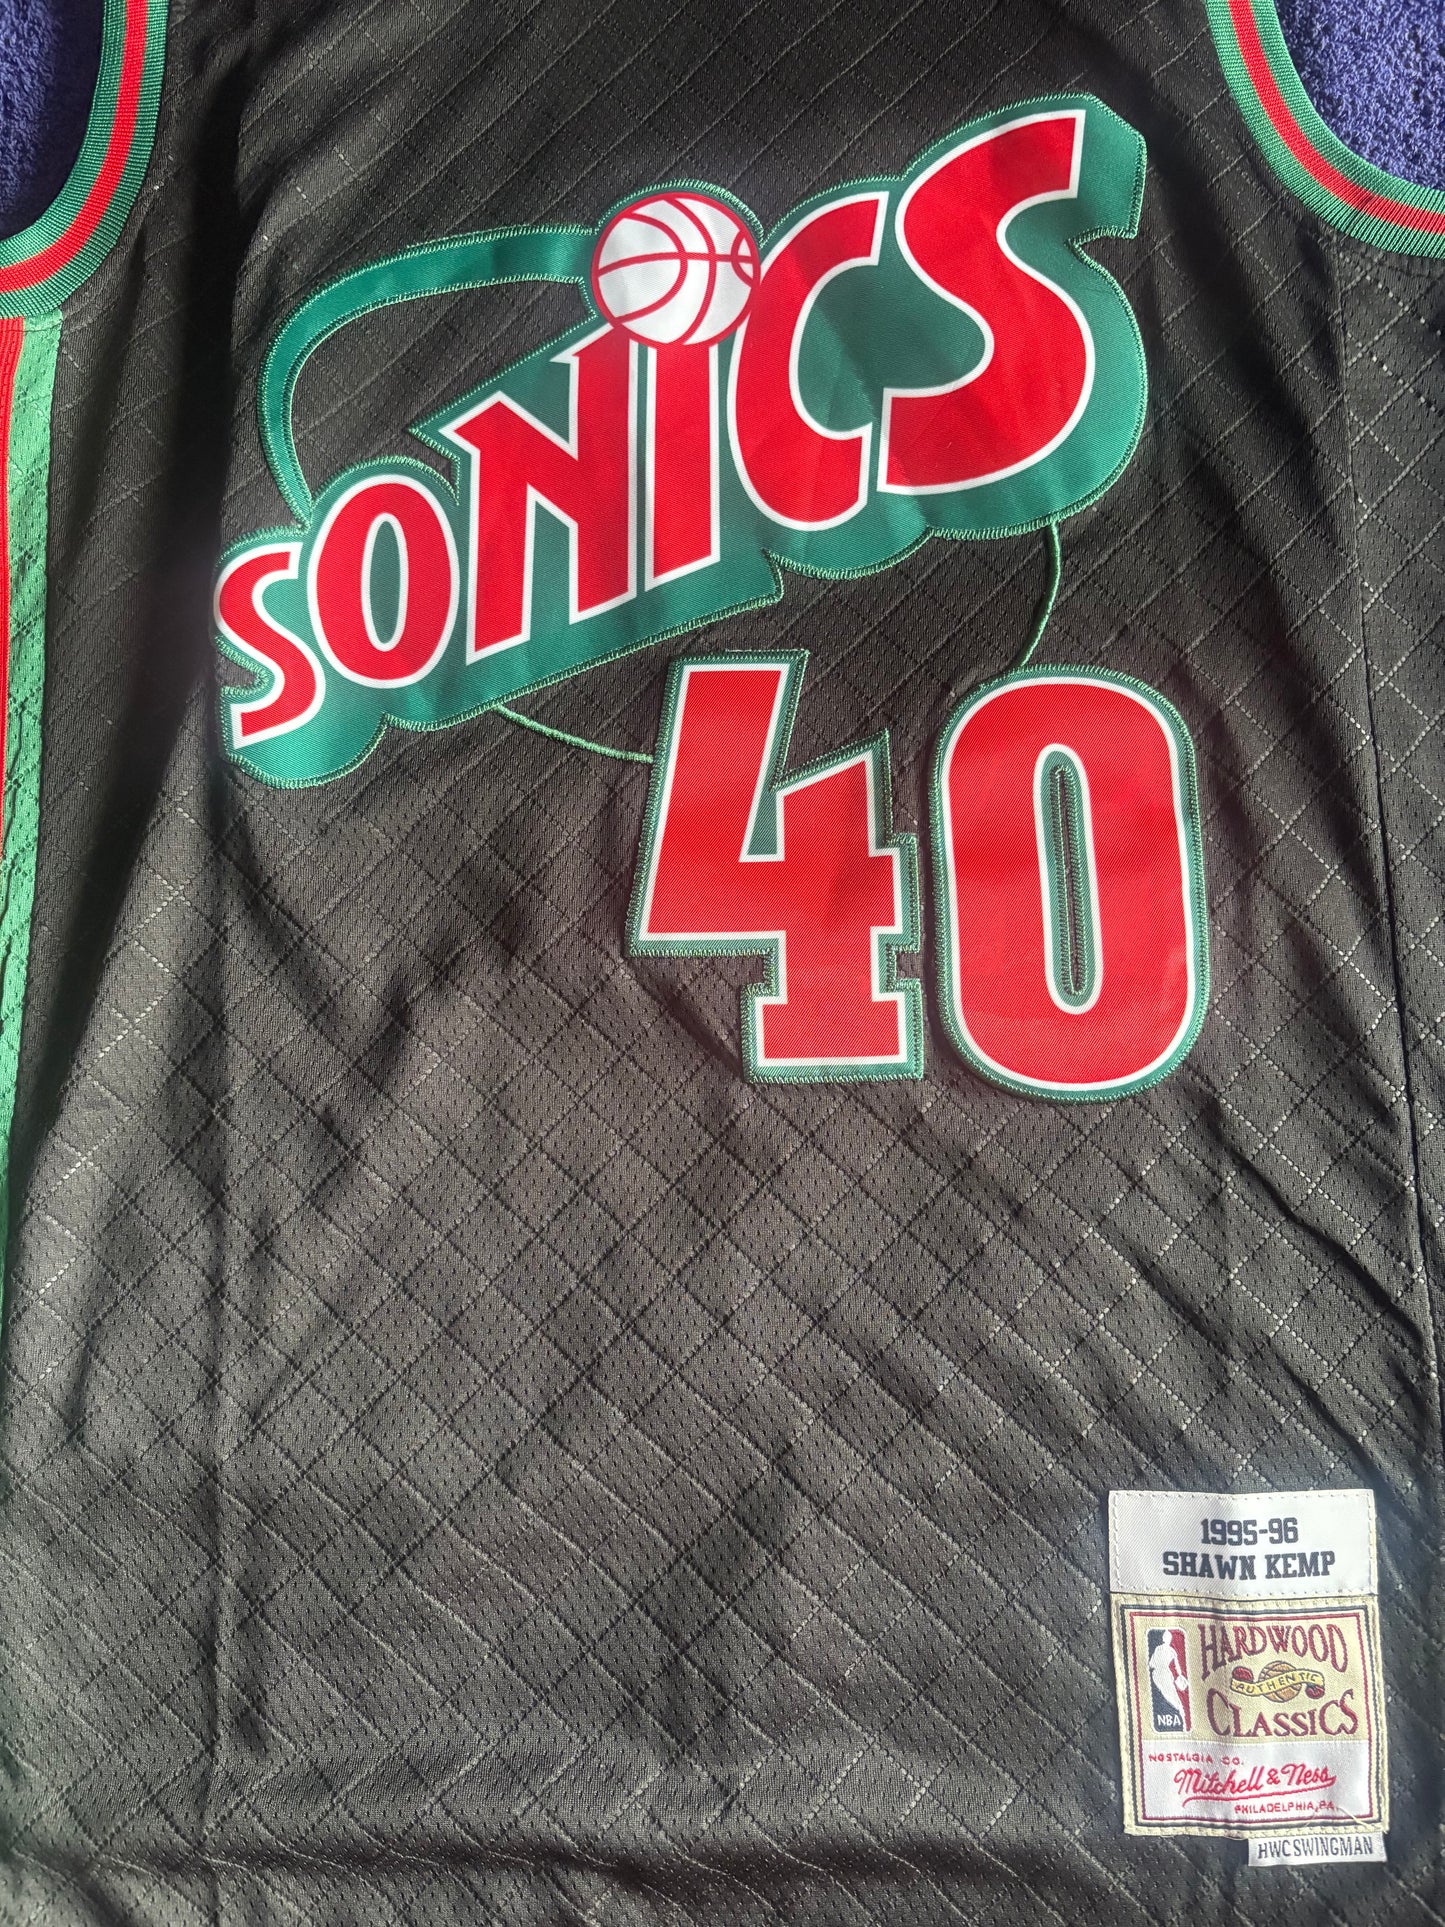 SONICS
40
1995-96
SHAWN KEMP
HARDWOOD
AUTHENTIC
CLASSICS
NBA
NOSTALGIA CO.
Mitchell & Ness
PHILADELPHIA, PA.
HWC SWINGMAN